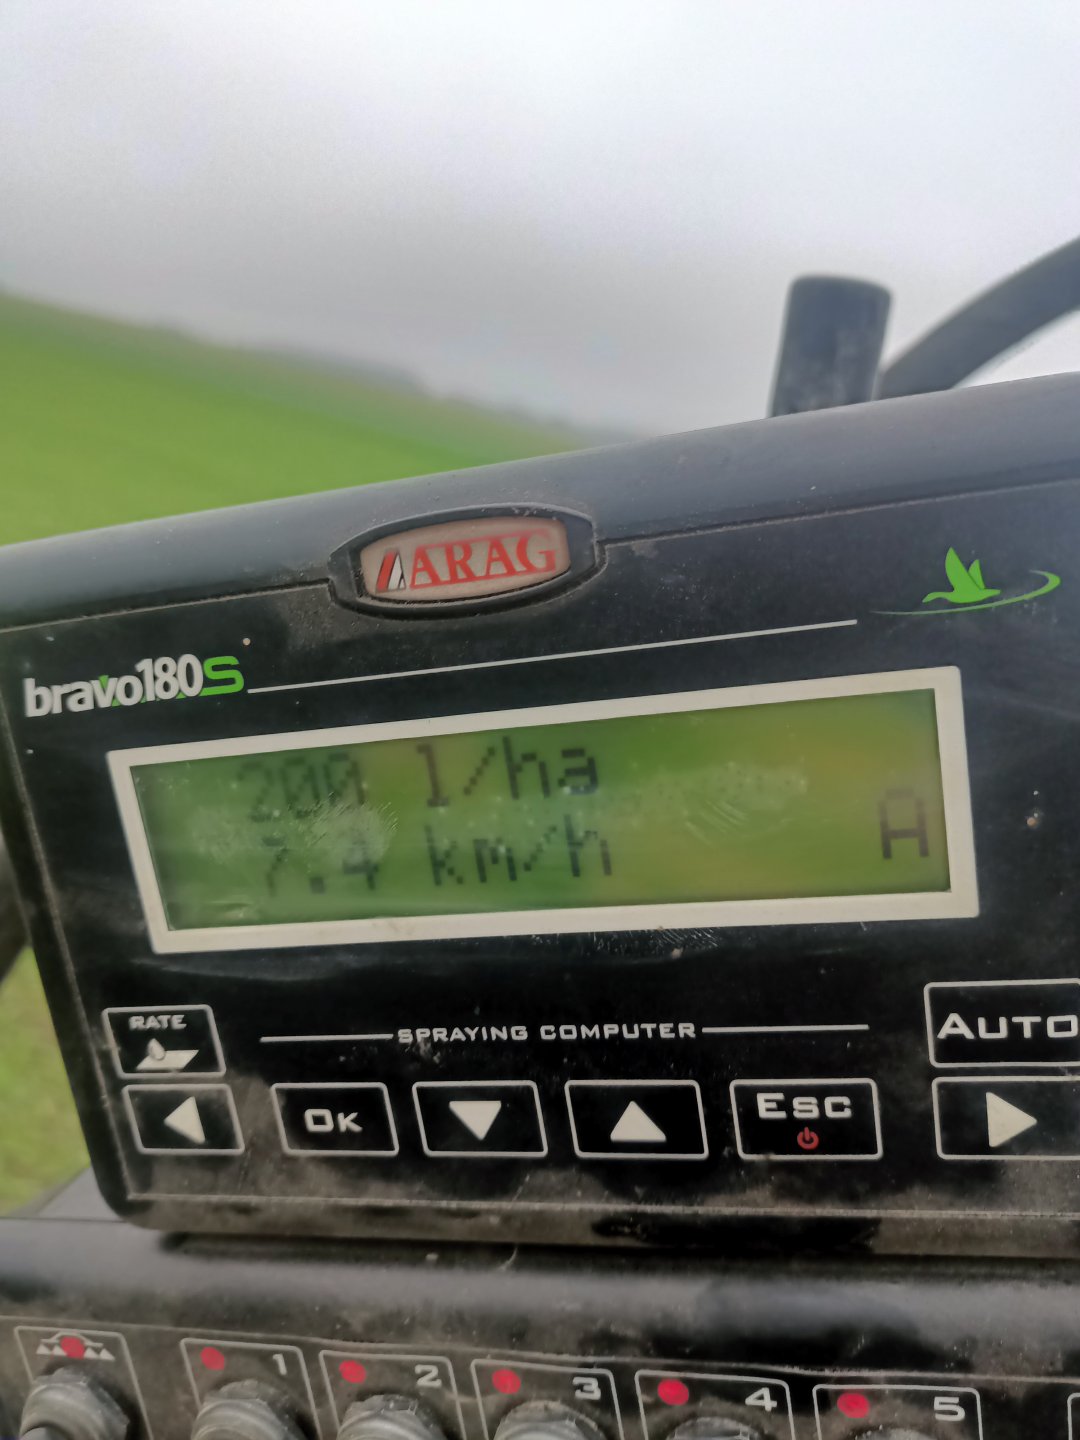 ARAG
bravo180S
200 l/ha
7.4 km/h
A
RATE
SPRAYING COMPUTER
AUTO
OK
ESC
1
2
3
4
5